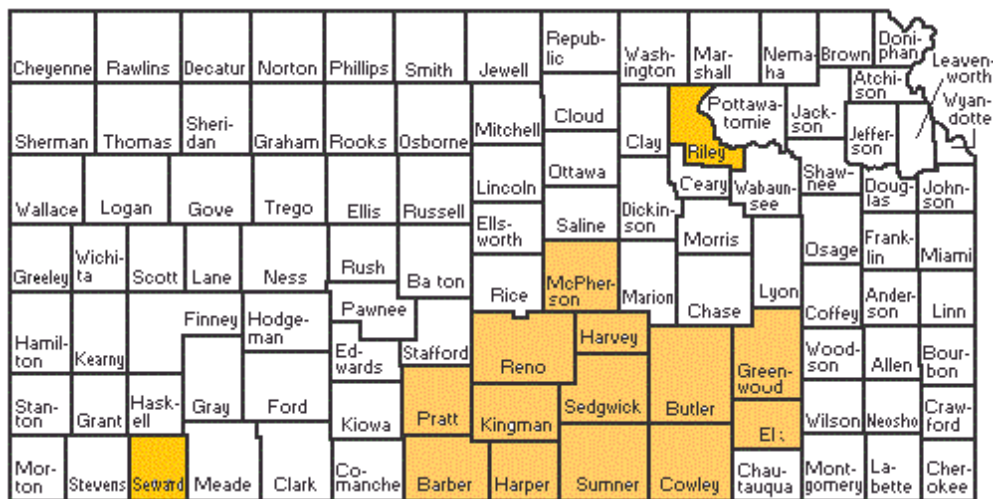 Cheyenne
Rawlins
Decatur
Norton
Phillips
Smith
Jewell
Repub-
lic
Wash-
ington
Mar-
shall
Nema-
ha
Brown
Doni-
phan
Leaven-
worth
Atchi-
son
Wyan-
dotte
Sherman
Thomas
Sheri-
dan
Graham
Rooks
Osborne
Mitchell
Cloud
Clay
Riley
Pottawa-
tomie
Jack-
son
Jeffer-
son
Wallace
Logan
Gove
Trego
Ellis
Russell
Lincoln
Ottawa
Saline
Dickin-
son
Geary
Wabaun-
see
Shaw-
nee
Doug-
las
John-
son
Greeley
Wichi-
ta
Scott
Lane
Ness
Rush
Ba ton
Ells-
worth
Rice
McPher-
son
Marion
Morris
Chase
Lyon
Osage
Frank-
lin
Miami
Hamil-
ton
Kearny
Finney
Hodge-
man
Pawnee
Ed-
wards
Stafford
Reno
Harvey
Sedgwick
Butler
Green-
wood
Coffey
Ander-
son
Linn
Wood-
son
Allen
Bour-
bon
Stan-
ton
Grant
Hask-
ell
Gray
Ford
Kiowa
Pratt
Kingman
Wilson
Neosho
Craw-
ford
Mor-
ton
Stevens
Seward
Meade
Clark
Co-
manche
Barber
Harper
Sumner
Cowley
Chau-
tauqua
Mont-
gomery
La-
bette
Cher-
okee